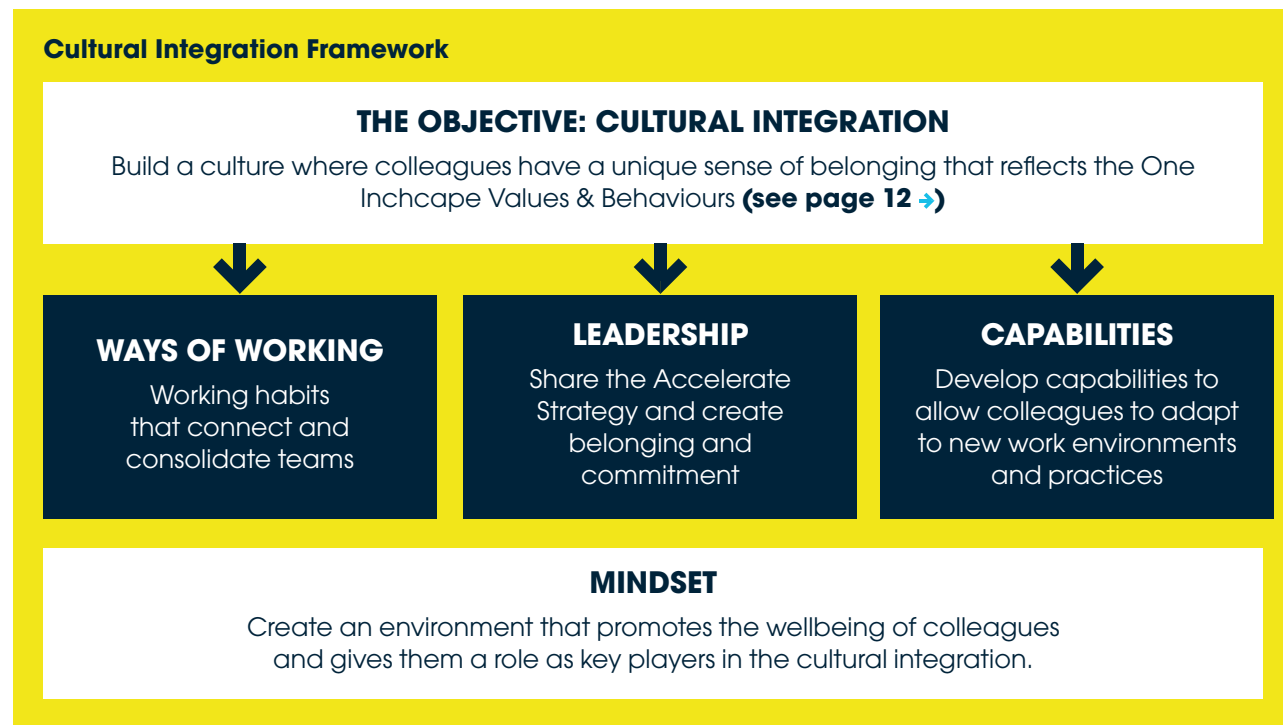 Cultural Integration Framework
THE OBJECTIVE: CULTURAL INTEGRATION
Build a culture where colleagues have a unique sense of belonging that reflects the One
Inchcape Values & Behaviours (see page 12 →)
WAYS OF WORKING
Working habits
that connect and
consolidate teams
LEADERSHIP
Share the Accelerate
Strategy and create
belonging and
commitment
CAPABILITIES
Develop capabilities to
allow colleagues to adapt
to new work environments
and practices
MINDSET
Create an environment that promotes the wellbeing of colleagues
and gives them a role as key players in the cultural integration.